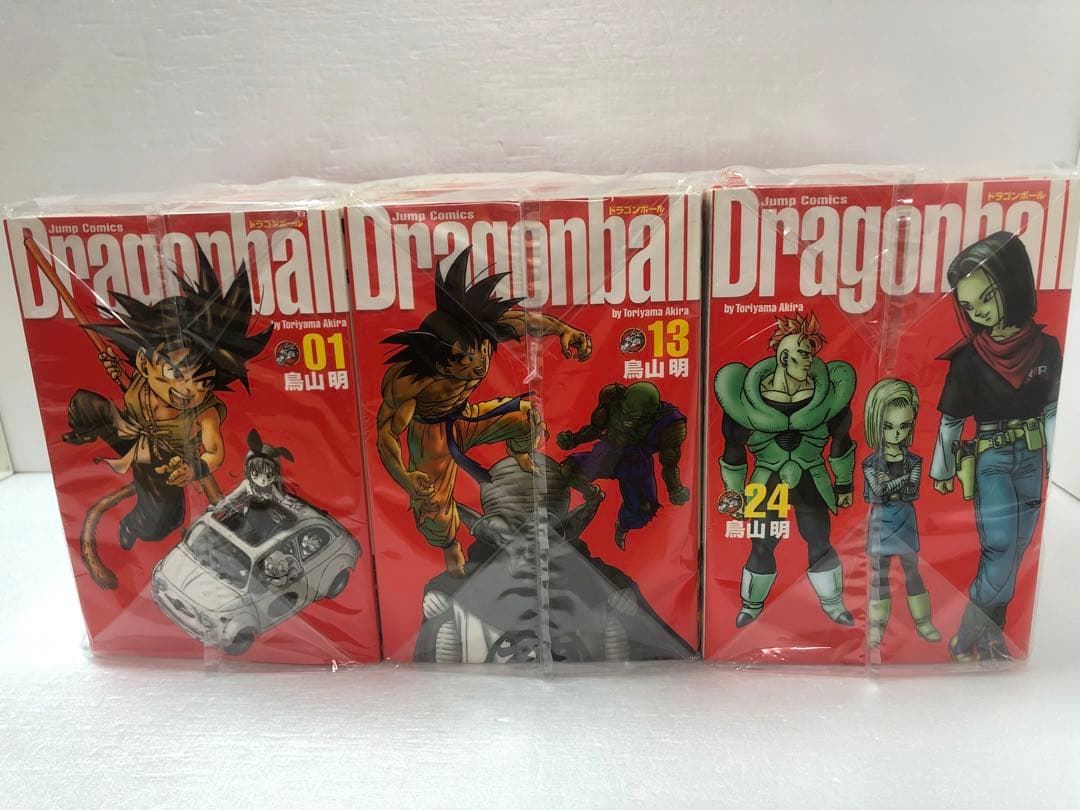 Jump Comics
ドラゴンボール
Dragonball
by Toriyama Akira
01
鳥山 明
Jump Comics
ドラゴンボール
Dragonball
by Toriyama Akira
13
鳥山 明
Jump Comics
ドラゴンボール
Dragonball
by Toriyama Akira
24
鳥山 明